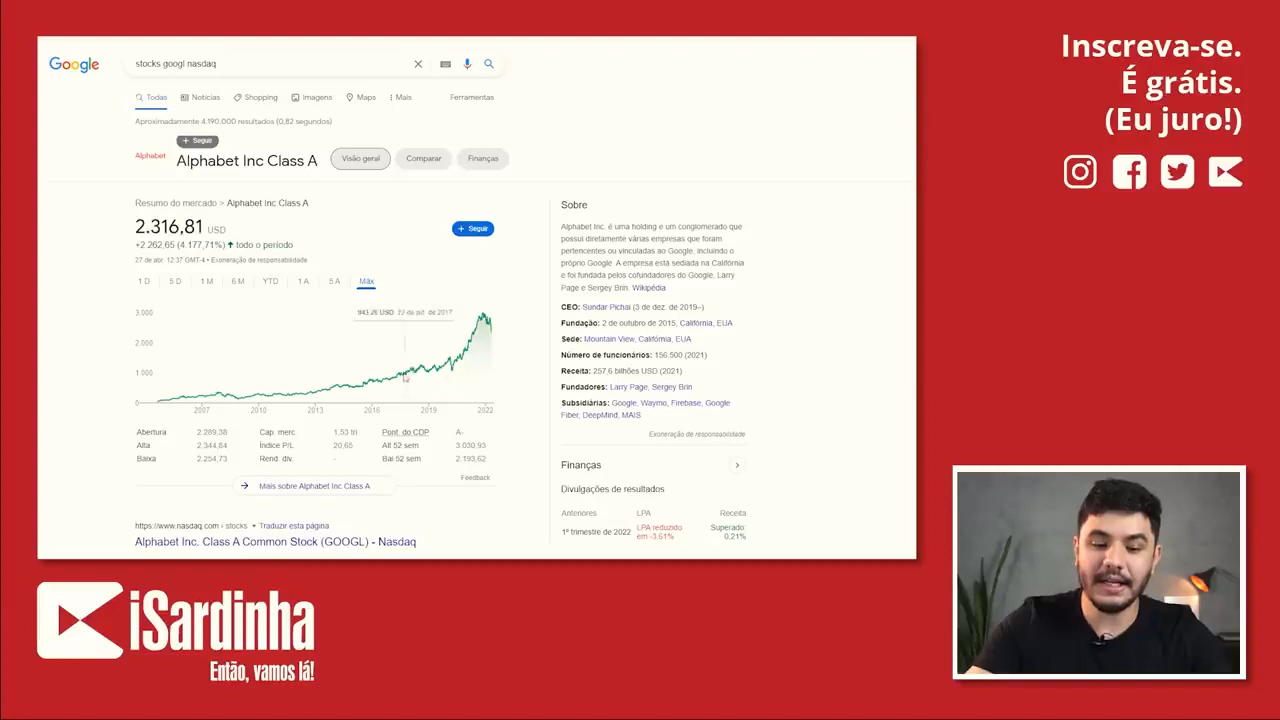 Inscreva-se.
É grátis.
(Eu juro!)
Google
stocks googl nasdaq
Todas
Notícias
Shopping
Imagens
Maps
Mais
Ferramentas
Aproximadamente 4.190.000 resultados (0,82 segundos)
+ Seguir
Alphabet
Alphabet Inc Class A
Visão geral
Comparar
Finanças
Resumo do mercado > Alphabet Inc Class A
2.316,81 USD
+ Seguir
+2.262,65 (4.177,71%) ↑ todo o período
27 de abr. 12:37 GMT-4 • Exoneração de responsabilidade
1 D
5 D
1 M
6 M
YTD
1 A
5 A
Máx
3.000
2.000
1.000
0
2007
2010
2013
2016
2019
2022
Abertura 2.289,38
Alta 2.344,84
Baixa 2.254,73
Cap. merc 1,53 tri
Índice P/L 20,65
Rend. div. -
Pont. do CDP A-
Alt 52 sem 3.030,93
Bai 52 sem 2.193,62
Feedback
Mais sobre Alphabet Inc Class A
https://www.nasdaq.com › stocks
Traduzir esta página
Alphabet Inc. Class A Common Stock (GOOGL) - Nasdaq
Sobre
Alphabet Inc. é uma holding e um conglomerado que
possui diretamente várias empresas que foram
pertencentes ou vinculadas ao Google, incluindo o
próprio Google. A empresa está sediada na Califórnia
e foi fundada pelos cofundadores do Google, Larry
Page e Sergey Brin. Wikipédia
CEO: Sundar Pichai (3 de dez. de 2019–)
Fundação: 2 de outubro de 2015, Califórnia, EUA
Sede: Mountain View, Califórnia, EUA
Número de funcionários: 156.500 (2021)
Receita: 257,6 bilhões USD (2021)
Fundadores: Larry Page, Sergey Brin
Subsidiárias: Google, Waymo, Firebase, Google
Fiber, DeepMind, MAIS
Exoneração de responsabilidade
Finanças
Divulgações de resultados
Anteriores
LPA
Receita
1º trimestre de 2022
LPA reduzido
em -3,61%
Superado:
0,21%
iSardinha
Então, vamos lá!